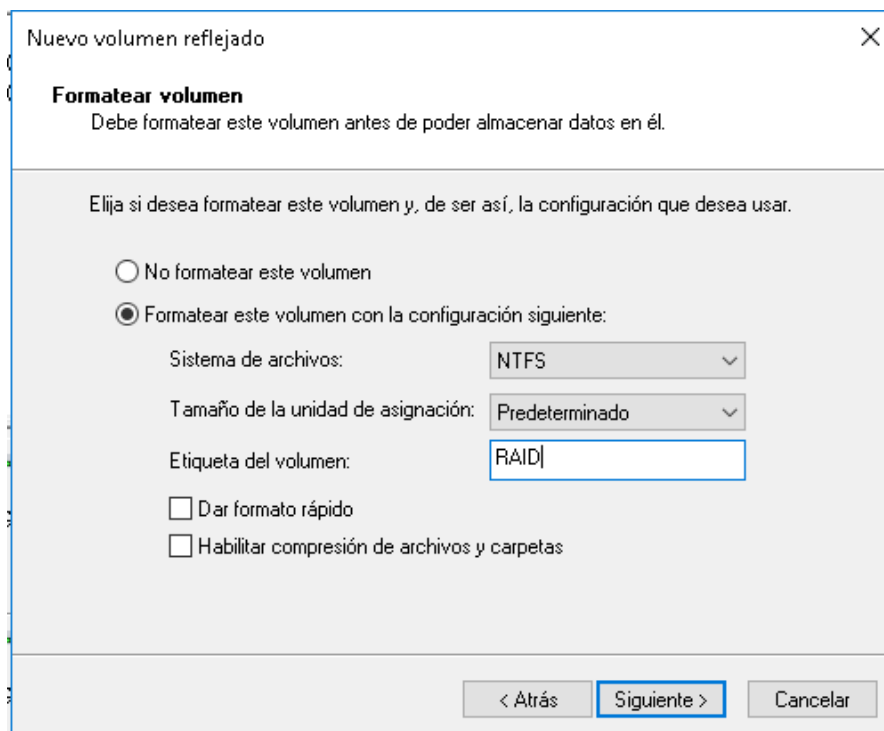 Nuevo volumen reflejado
Formatear volumen
Debe formatear este volumen antes de poder almacenar datos en él.
Elija si desea formatear este volumen y, de ser así, la configuración que desea usar.
No formatear este volumen
Formatear este volumen con la configuración siguiente:
Sistema de archivos: NTFS
Tamaño de la unidad de asignación: Predeterminado
Etiqueta del volumen: RAID
Dar formato rápido
Habilitar compresión de archivos y carpetas
< Atrás Siguiente > Cancelar